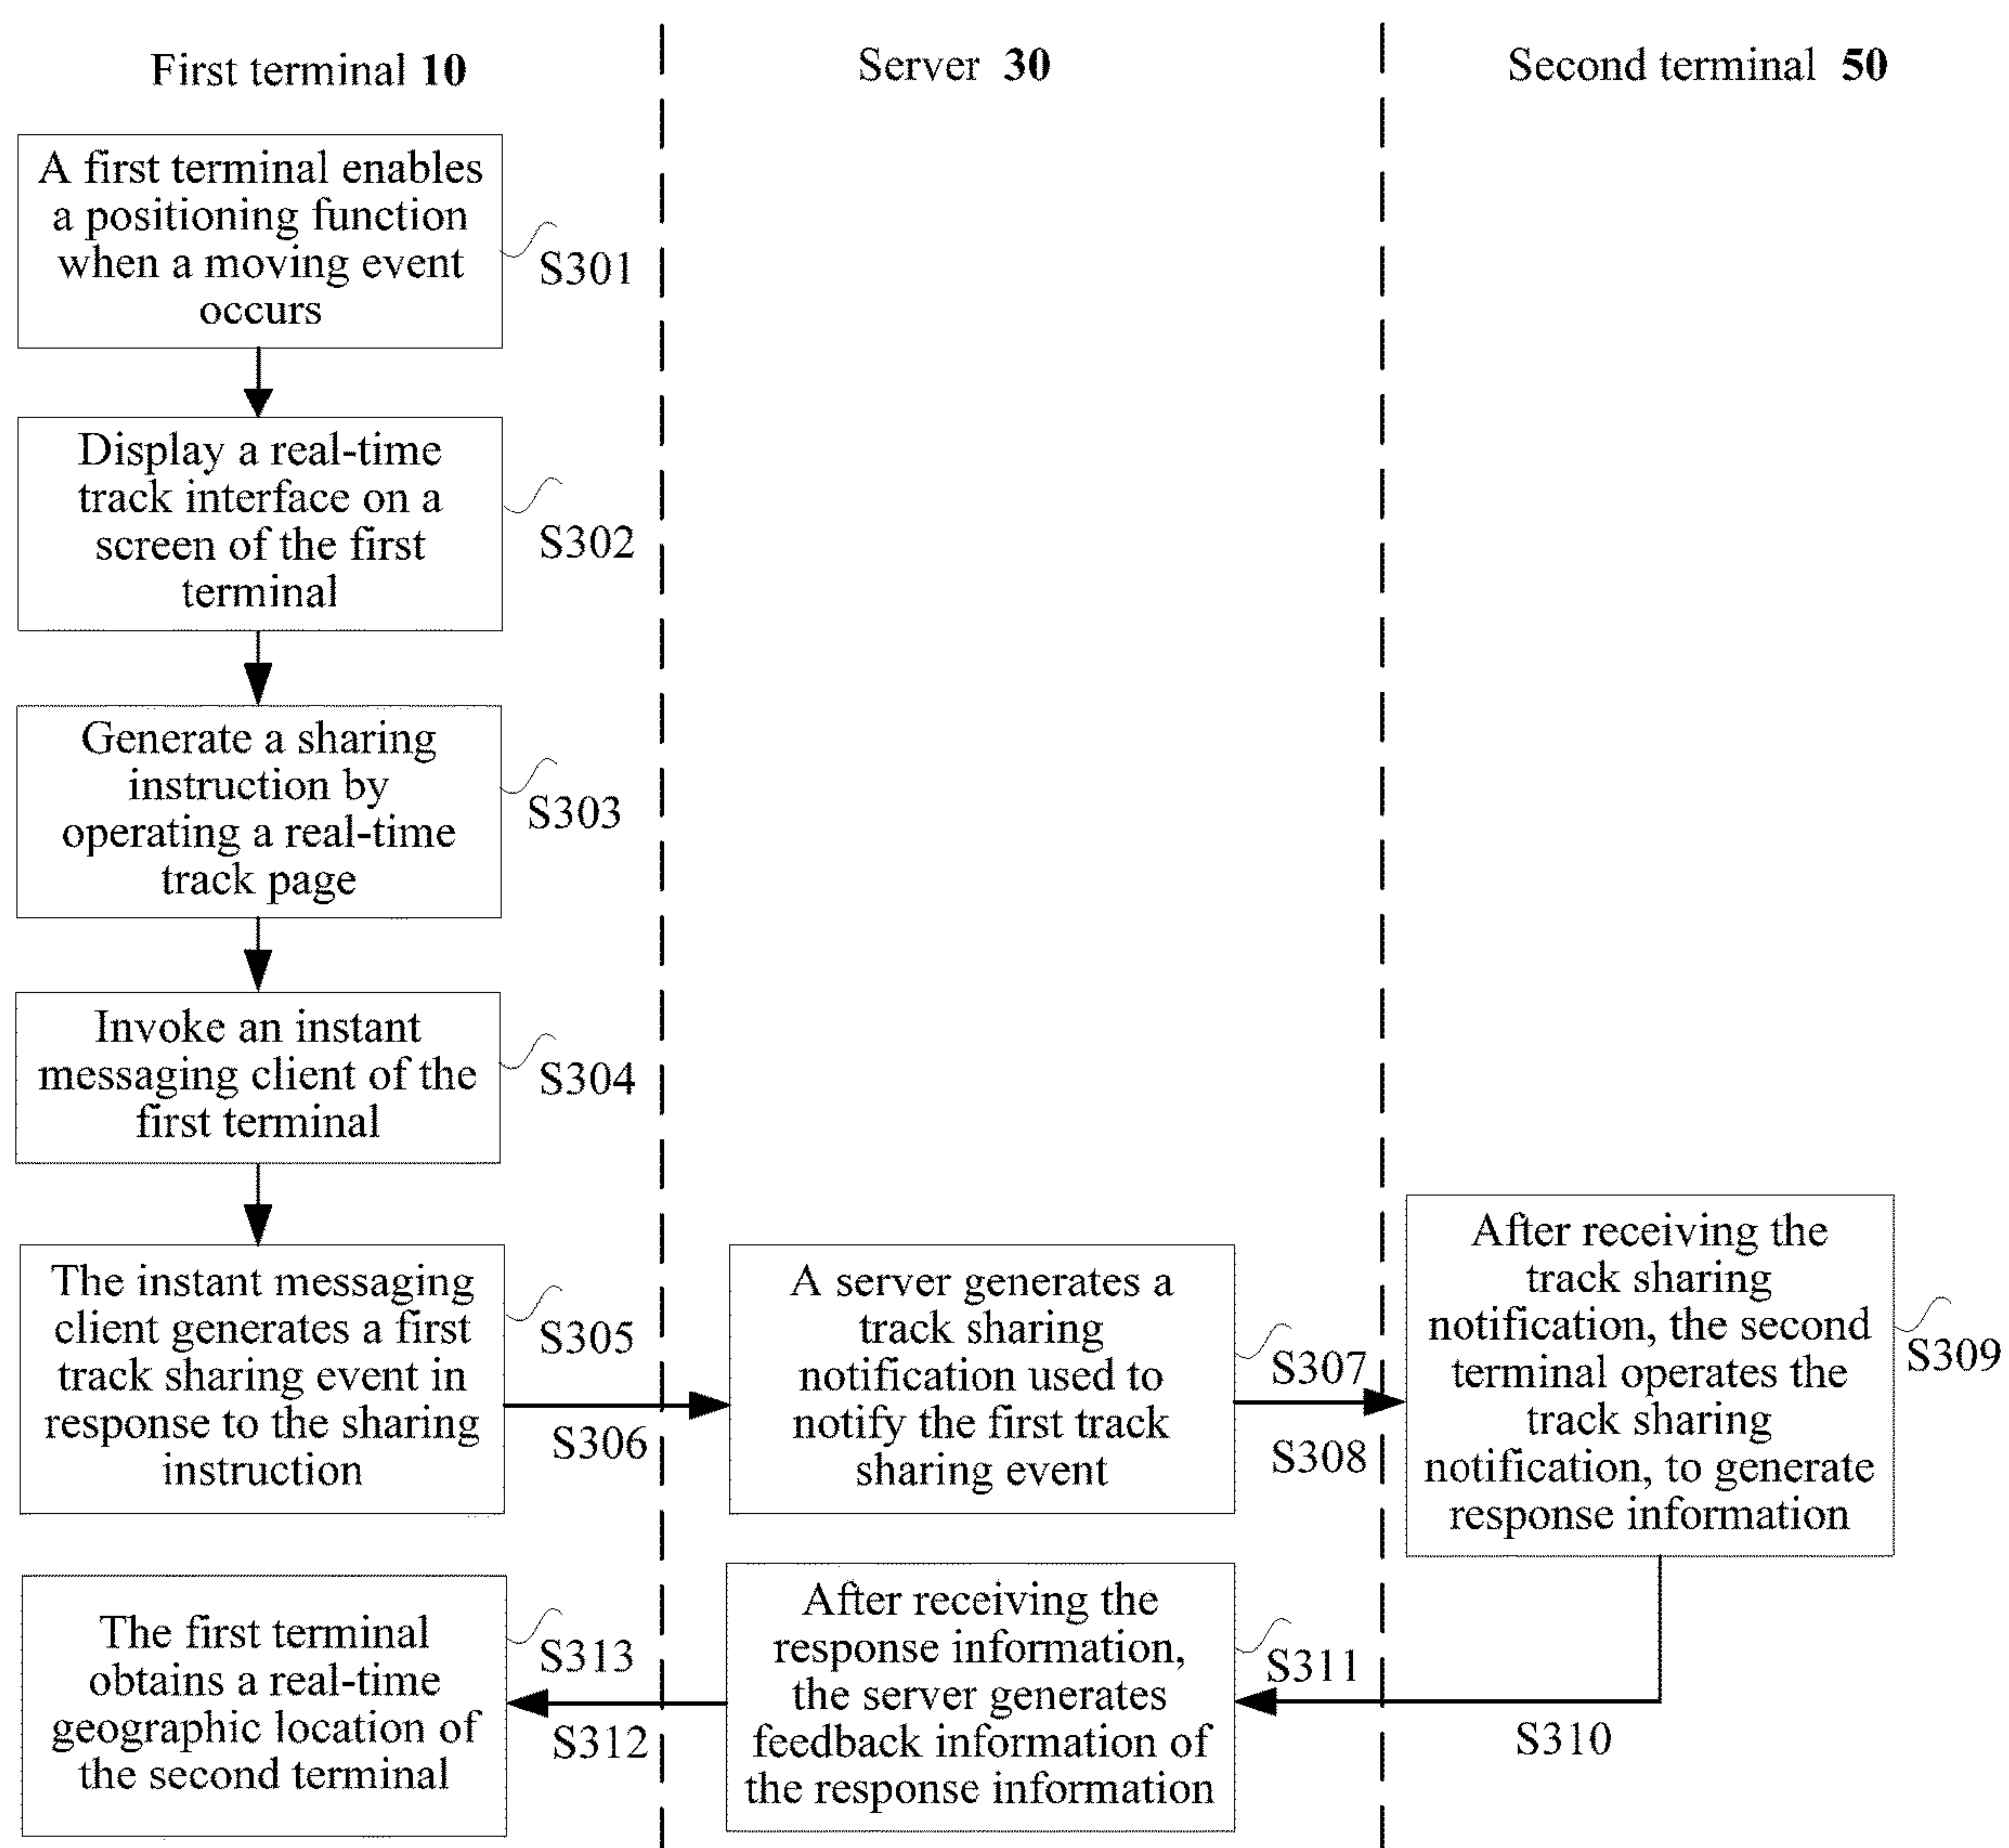 First terminal 10
Server 30
Second terminal 50
A first terminal enables
a positioning function
when a moving event
occurs
S301
Display a real-time
track interface on a
screen of the first
terminal
S302
Generate a sharing
instruction by
operating a real-time
track page
S303
Invoke an instant
messaging client of the
first terminal
S304
The instant messaging
client generates a first
track sharing event in
response to the sharing
instruction
S305
S306
A server generates a
track sharing
notification used to
notify the first track
sharing event
S307
S308
After receiving the
track sharing
notification, the second
terminal operates the
track sharing
notification, to generate
response information
S309
S310
After receiving the
response information,
the server generates
feedback information of
the response information
S311
S312
The first terminal
obtains a real-time
geographic location of
the second terminal
S313